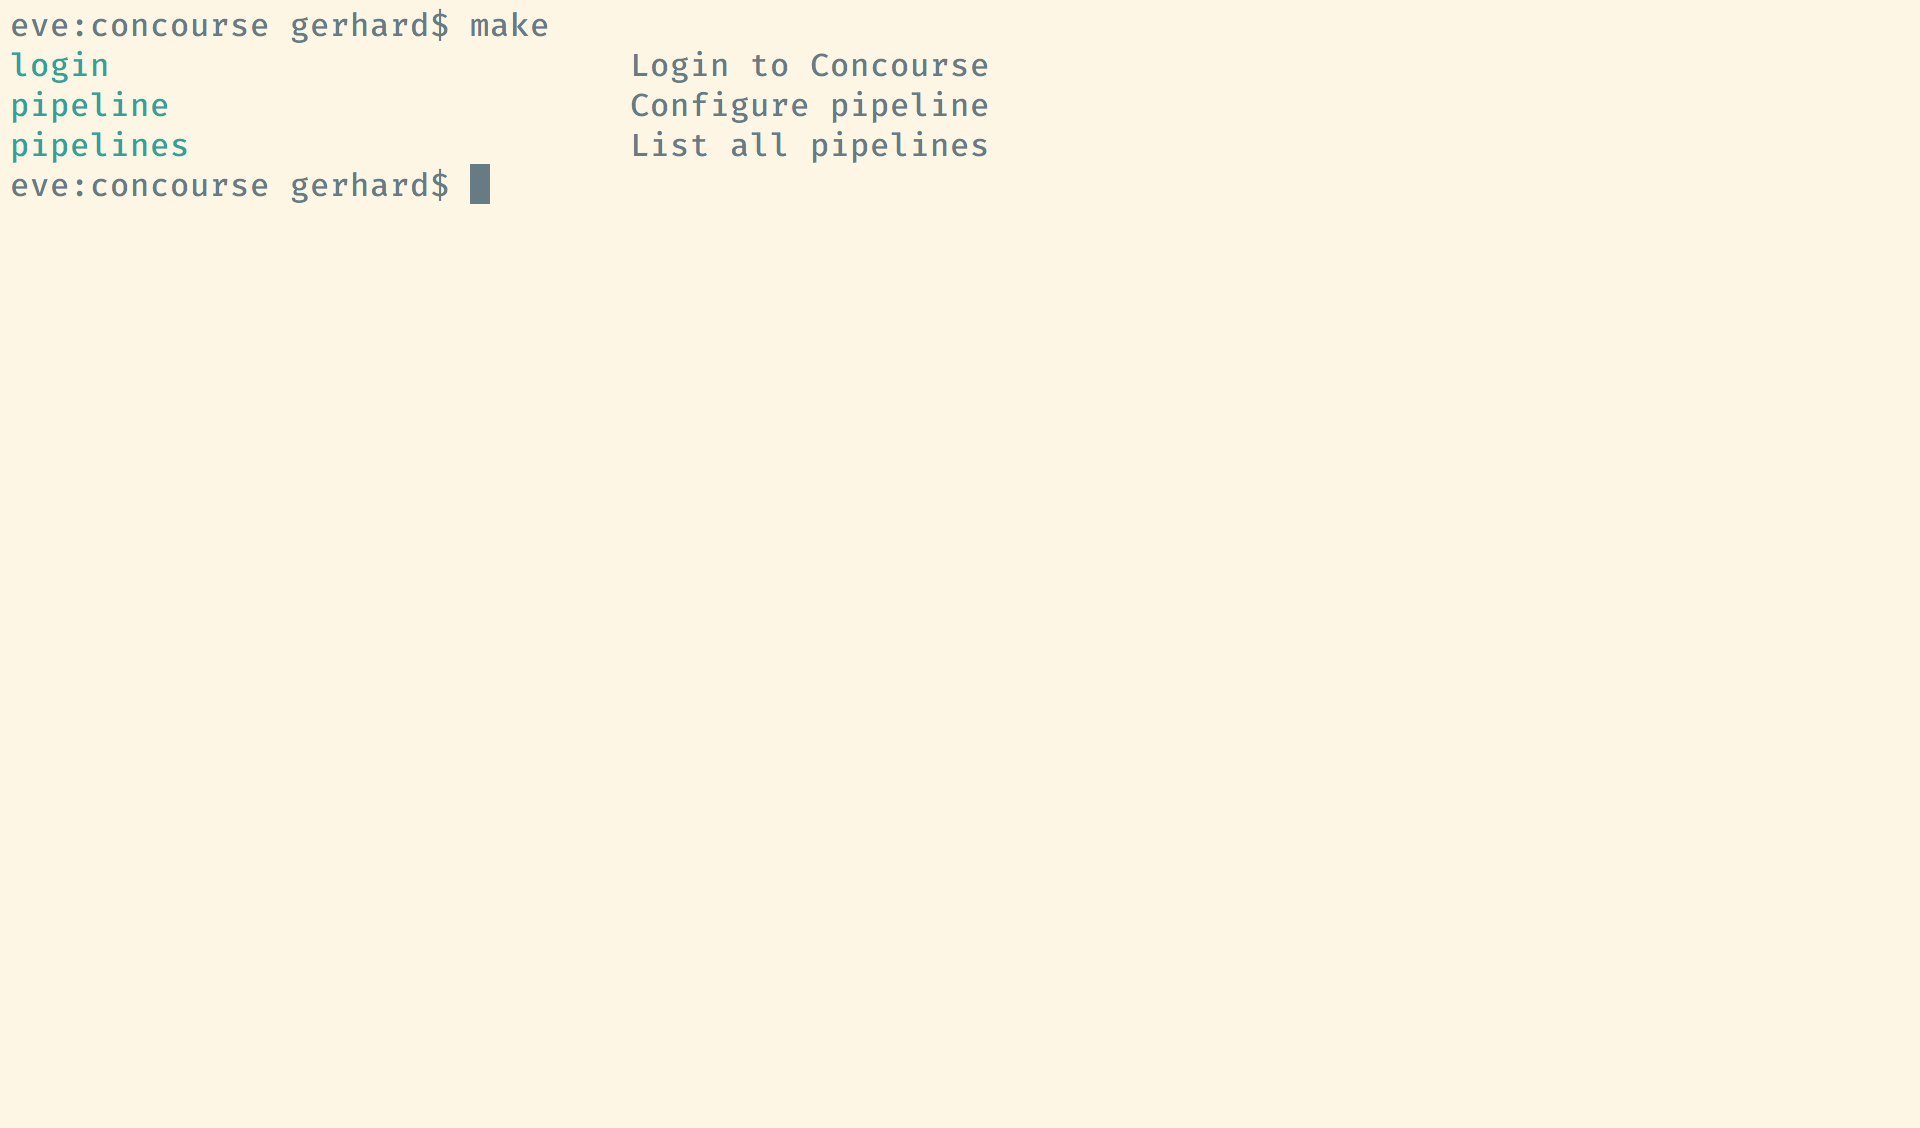 eve:concourse gerhard$ make
login Login to Concourse
pipeline Configure pipeline
pipelines List all pipelines
eve:concourse gerhard$